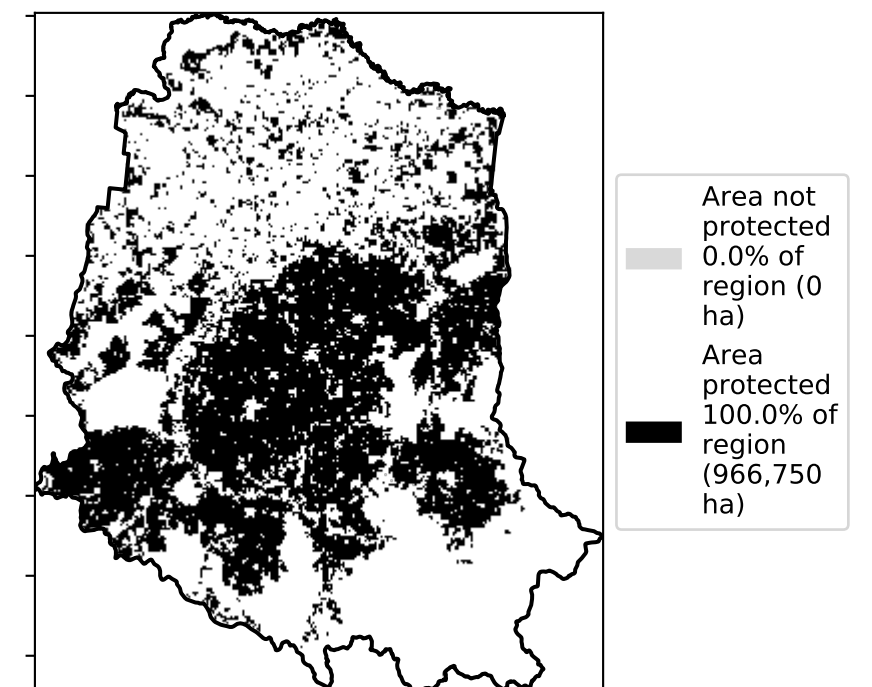 Area not
protected
0.0% of
region (0
ha)
Area
protected
100.0% of
region
(966,750
ha)